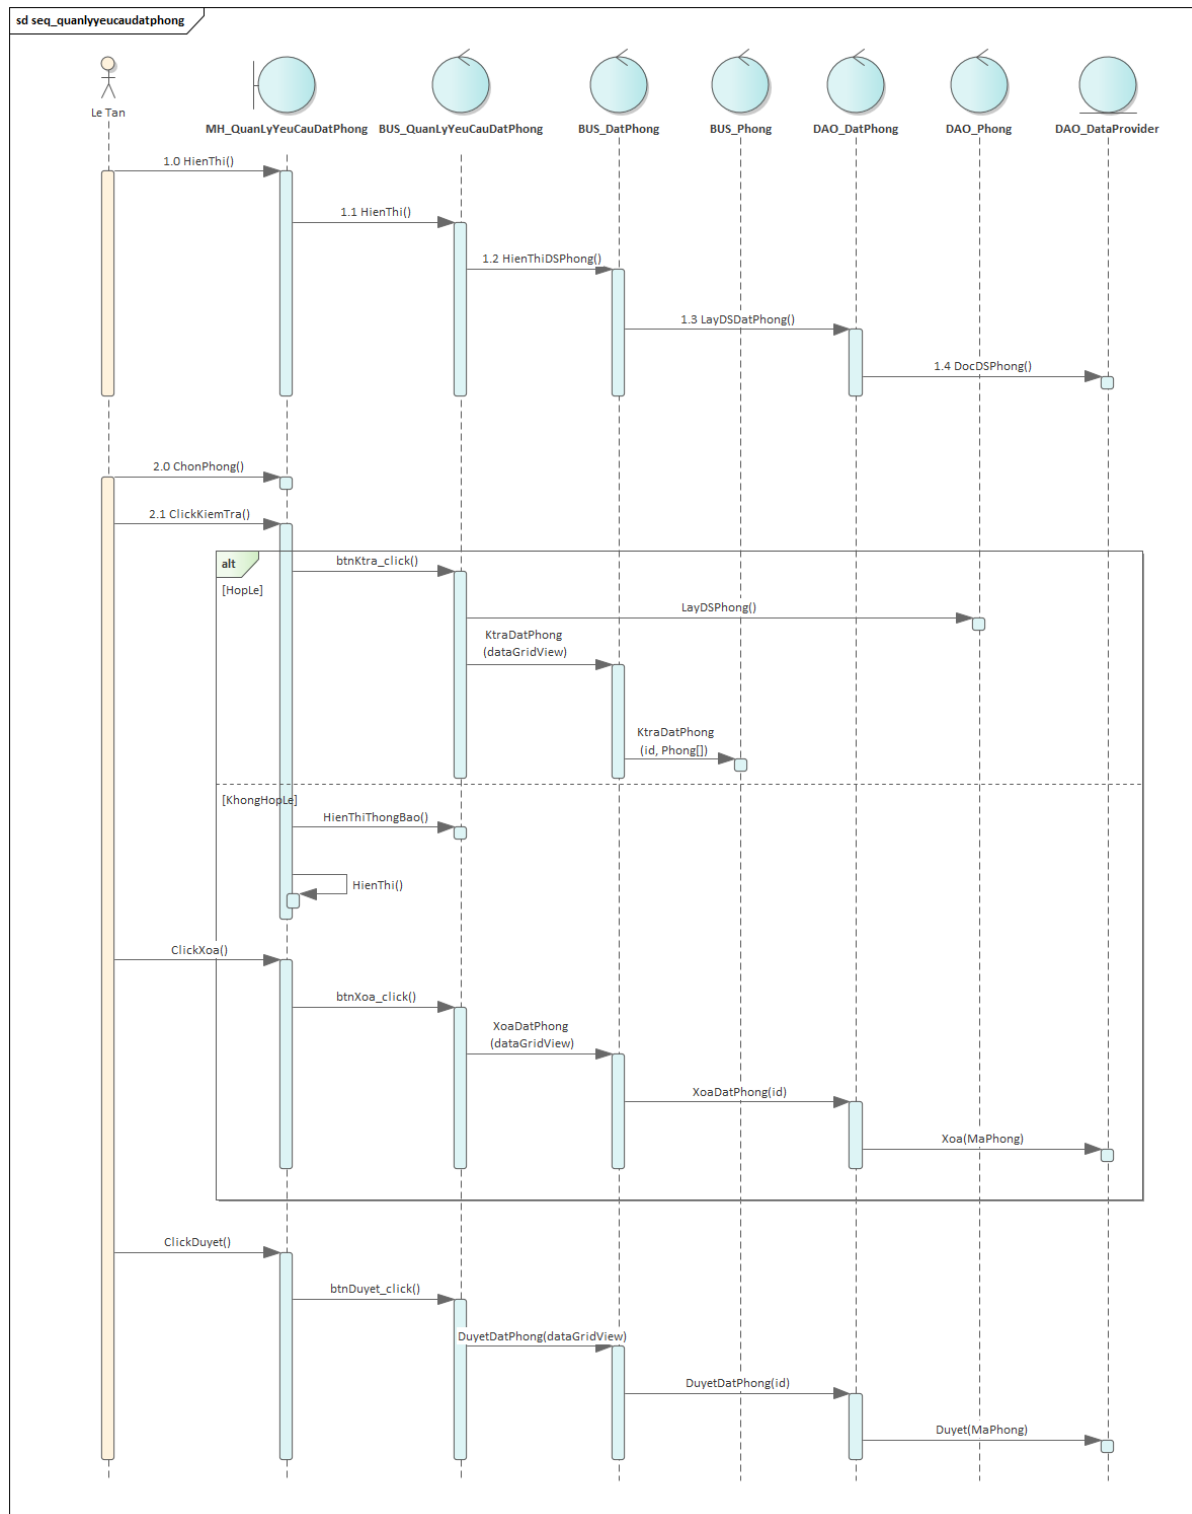 sd seq_quanlyyeucaudatphong
Le Tan
MH_QuanLyYeuCauDatPhong
BUS_QuanLyYeuCauDatPhong
BUS_DatPhong
BUS_Phong
DAO_DatPhong
DAO_Phong
DAO_DataProvider
1.0 HienThi()
1.1 HienThi()
1.2 HienThiDSPhong()
1.3 LayDSDatPhong()
1.4 DocDSPhong()
2.0 ChonPhong()
2.1 ClickKiemTra()
alt
btnKtra_click()
[HopLe]
LayDSPhong()
KtraDatPhong
(dataGridView)
KtraDatPhong
(id, Phong[])
[KhongHopLe]
HienThiThongBao()
HienThi()
ClickXoa()
btnXoa_click()
XoaDatPhong
(dataGridView)
XoaDatPhong(id)
Xoa(MaPhong)
ClickDuyet()
btnDuyet_click()
DuyetDatPhong(dataGridView)
DuyetDatPhong(id)
Duyet(MaPhong)